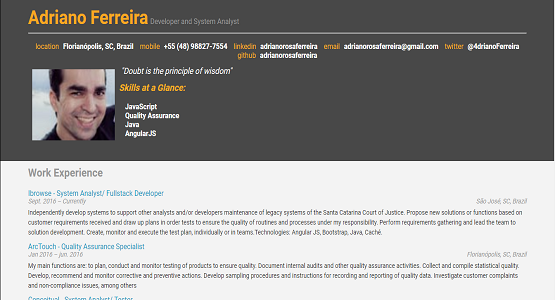 Adriano Ferreira Developer and System Analyst
location Florianópolis, SC, Brazil mobile +55 (48) 98827-7554 linkedin adrianorosaferreira email adrianorosaferreira@gmail.com twitter @4drianoFerreira
github adrianorosaferreira
"Doubt is the principle of wisdom"
Skills at a Glance:
JavaScript
Quality Assurance
Java
AngularJS
Work Experience
Ibrowse - System Analyst/ Fullstack Developer
Sept. 2016 – Currently São José, SC, Brazil
Independently develop systems to support other analysts and/or developers maintenance of legacy systems of the Santa Catarina Court of Justice. Propose new solutions or functions based on
customer requirements received and draw up plans in order tests to ensure the quality of routines and processes under my responsibility. Perform requirements gathering and lead the team to
solution development. Create, monitor and execute the test plan, individually or in teams.Technologies: Angular JS, Bootstrap, Java, Caché.
ArcTouch - Quality Assurance Specialist
Jan 2016 – jun. 2016 Florianópolis, SC, Brazil
My main functions are: to plan, conduct and monitor testing of products to ensure quality. Document internal audits and other quality assurance activities. Collect and compile statistical quality.
Develop, recommend and monitor corrective and preventive actions. Develop sampling procedures and instructions for recording and reporting of quality data. Investigate customer complaints
and non-compliance issues, among others
Conceitual - System Analyst/ Tester